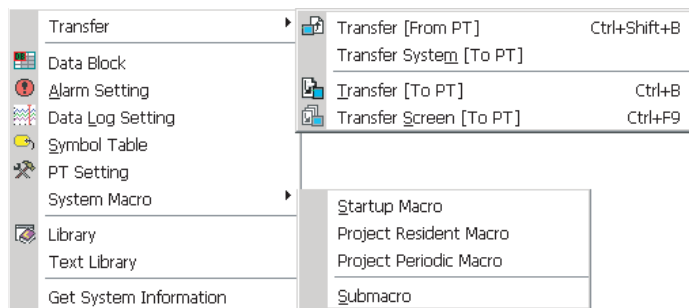 Transfer
Data Block
Alarm Setting
Data Log Setting
Symbol Table
PT Setting
System Macro
Library
Text Library
Get System Information
Transfer [From PT] Ctrl+Shift+B
Transfer System [To PT]
Transfer [To PT] Ctrl+B
Transfer Screen [To PT] Ctrl+F9
Startup Macro
Project Resident Macro
Project Periodic Macro
Submacro